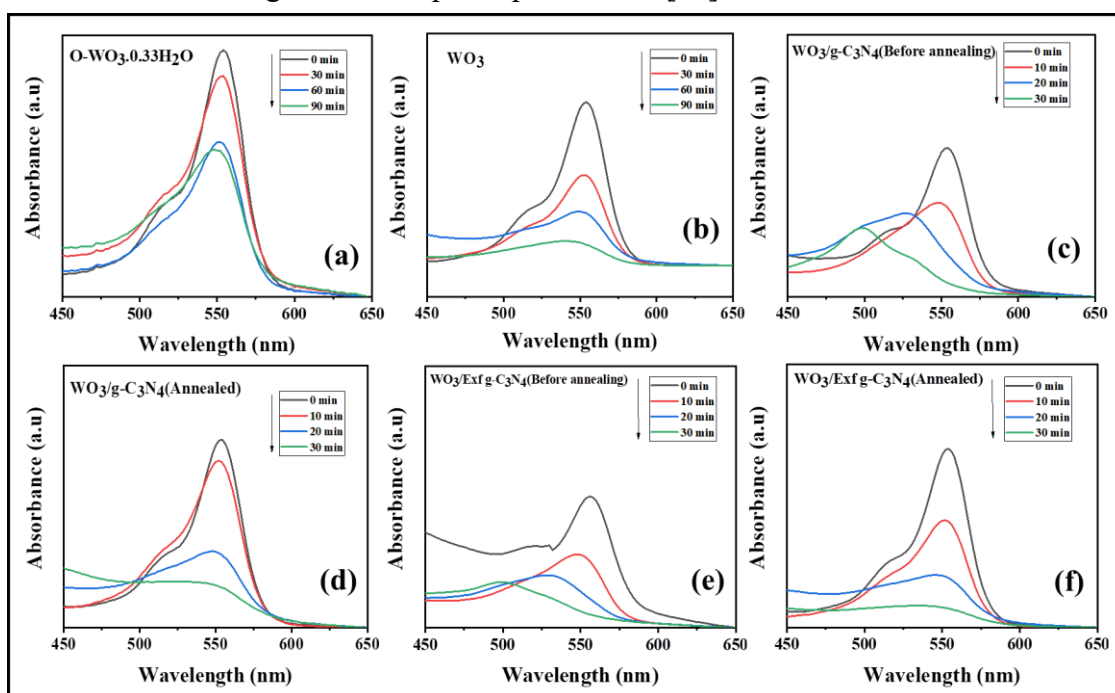 O-WO3.0.33H2O
0 min
30 min
60 min
90 min
(a)
Absorbance (a.u)
450 500 550 600 650
Wavelength (nm)
WO3
0 min
30 min
60 min
90 min
(b)
Absorbance (a.u)
450 500 550 600 650
Wavelength (nm)
WO3/g-C3N4(Before annealing)
0 min
10 min
20 min
30 min
(c)
Absorbance (a.u)
450 500 550 600 650
Wavelength (nm)
WO3/g-C3N4(Annealed)
0 min
10 min
20 min
30 min
(d)
Absorbance (a.u)
450 500 550 600 650
Wavelength (nm)
WO3/Exf g-C3N4(Before annealing)
0 min
10 min
20 min
30 min
(e)
Absorbance (a.u)
450 500 550 600 650
Wavelength (nm)
WO3/Exf g-C3N4(Annealed)
0 min
10 min
20 min
30 min
(f)
Absorbance (a.u)
450 500 550 600 650
Wavelength (nm)